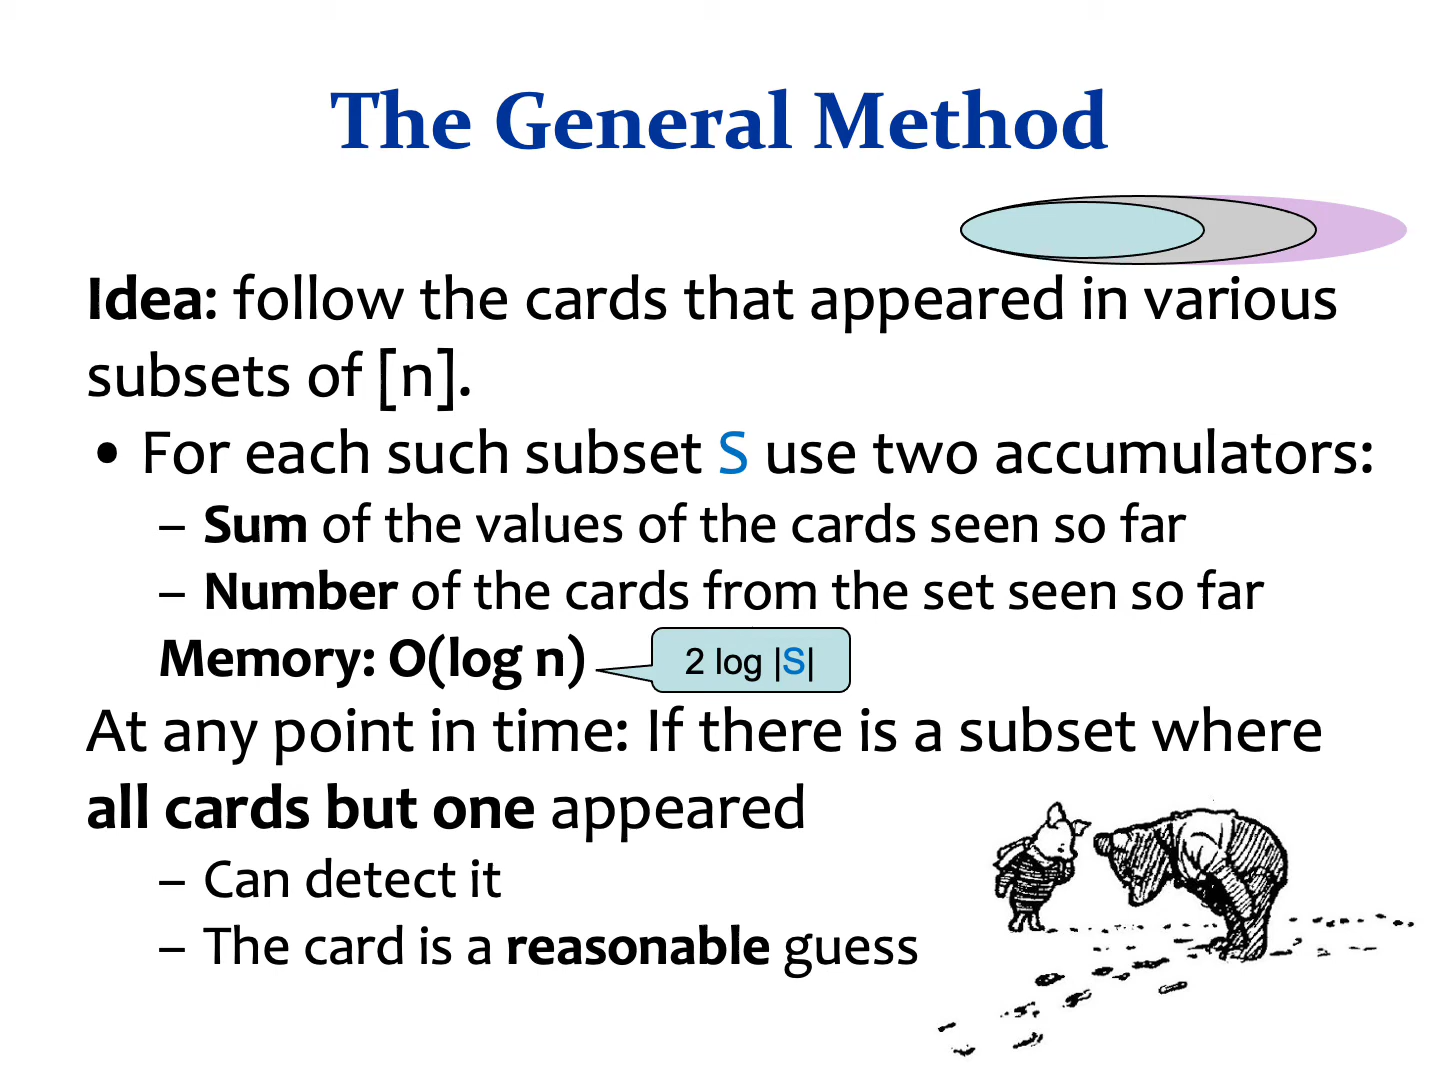 The General Method
Idea: follow the cards that appeared in various
subsets of [n].
• For each such subset S use two accumulators:
– Sum of the values of the cards seen so far
– Number of the cards from the set seen so far
Memory: O(log n)
2 log |S|
At any point in time: If there is a subset where
all cards but one appeared
– Can detect it
– The card is a reasonable guess